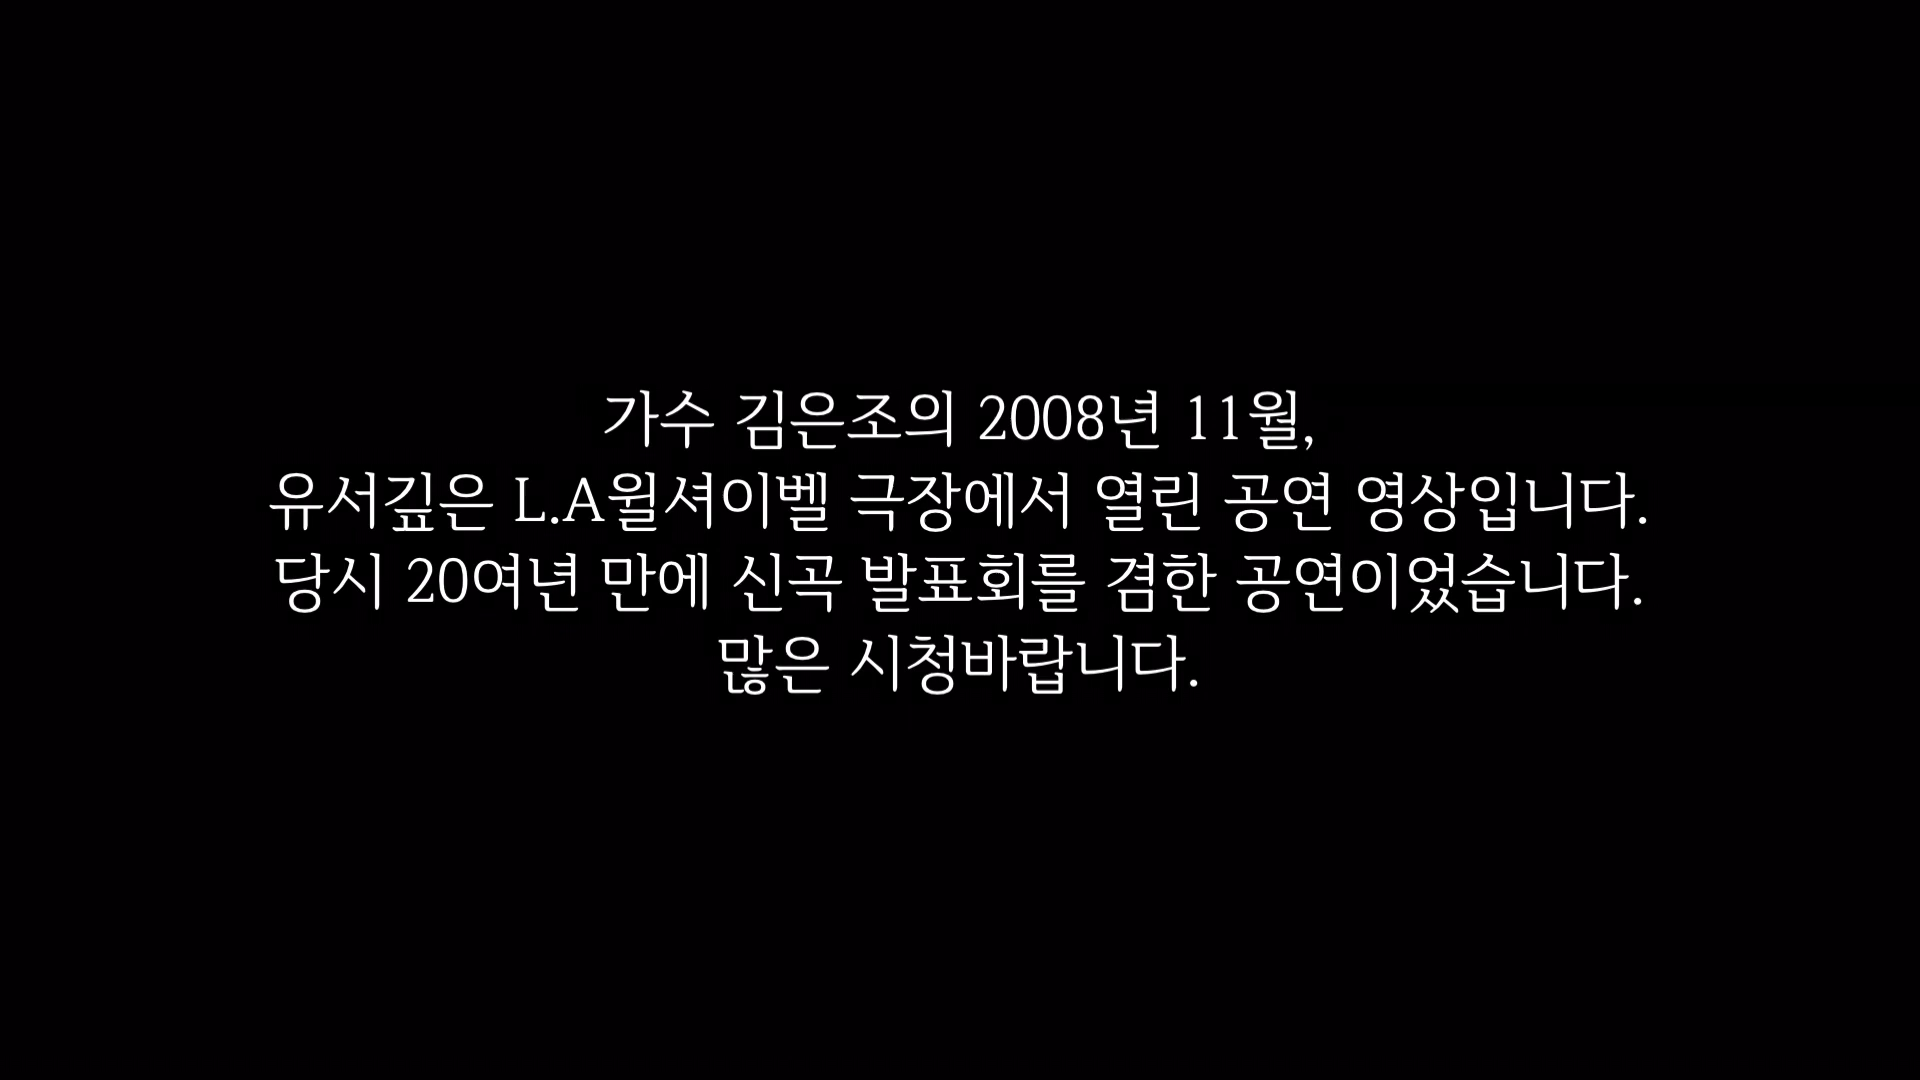 가수 김은조의 2008년 11월,
유서깊은 L.A윌셔이벨 극장에서 열린 공연 영상입니다.
당시 20여년 만에 신곡 발표회를 겸한 공연이었습니다.
많은 시청바랍니다.